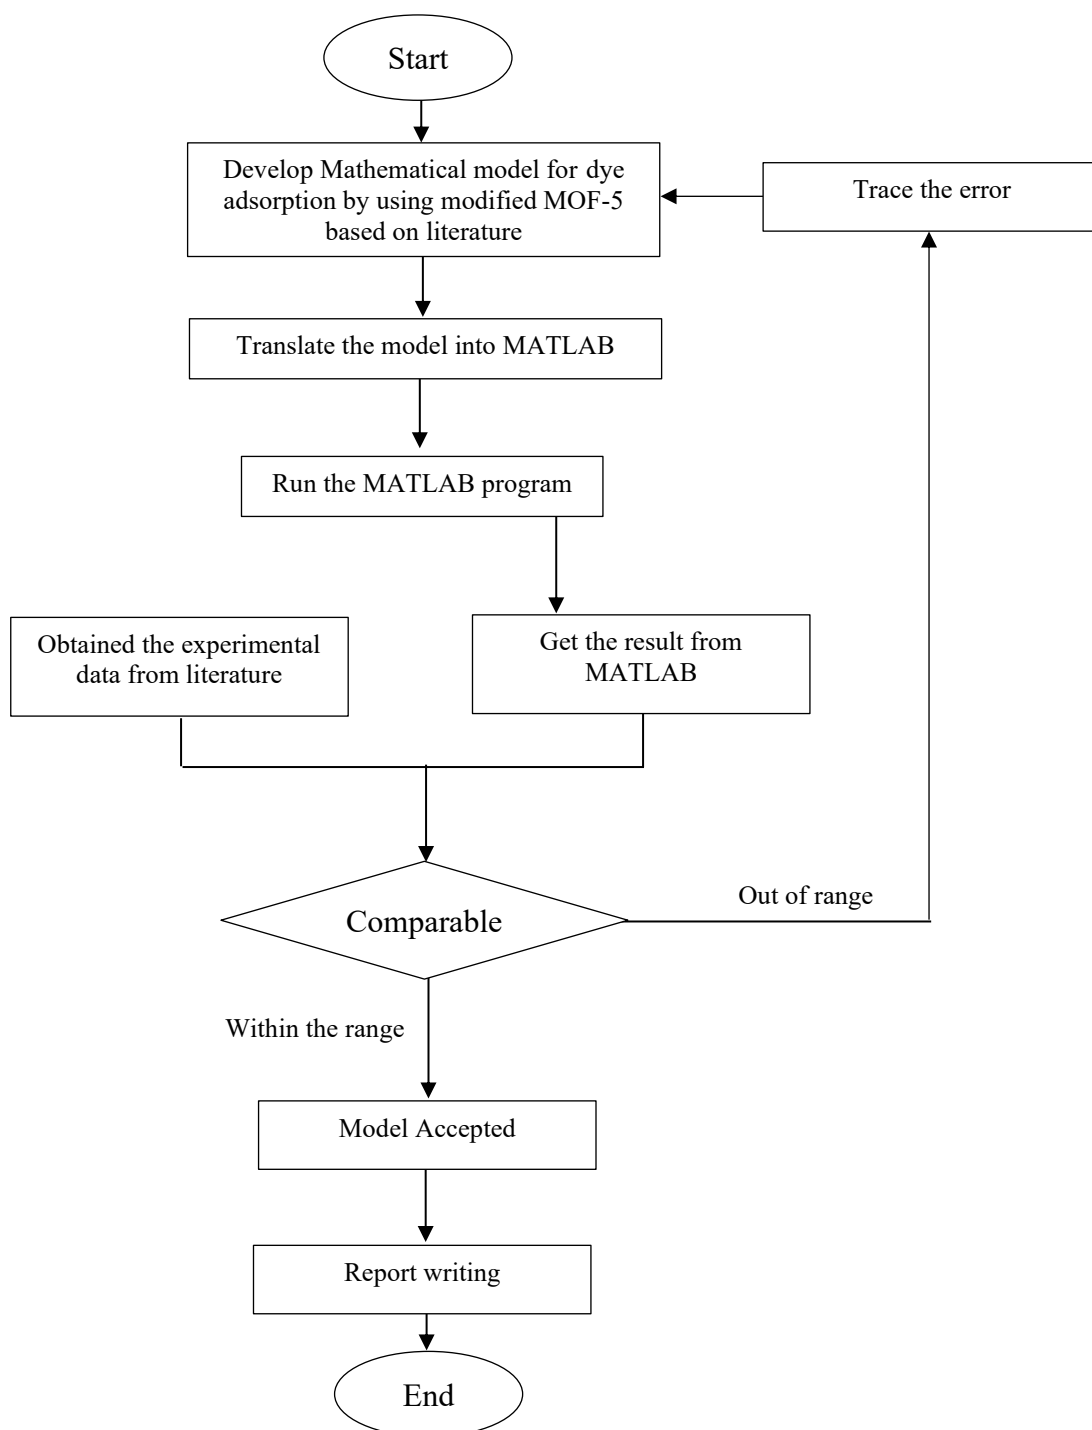 Start
Develop Mathematical model for dye
adsorption by using modified MOF-5
based on literature
Trace the error
Translate the model into MATLAB
Run the MATLAB program
Obtained the experimental
data from literature
Get the result from
MATLAB
Comparable
Out of range
Within the range
Model Accepted
Report writing
End